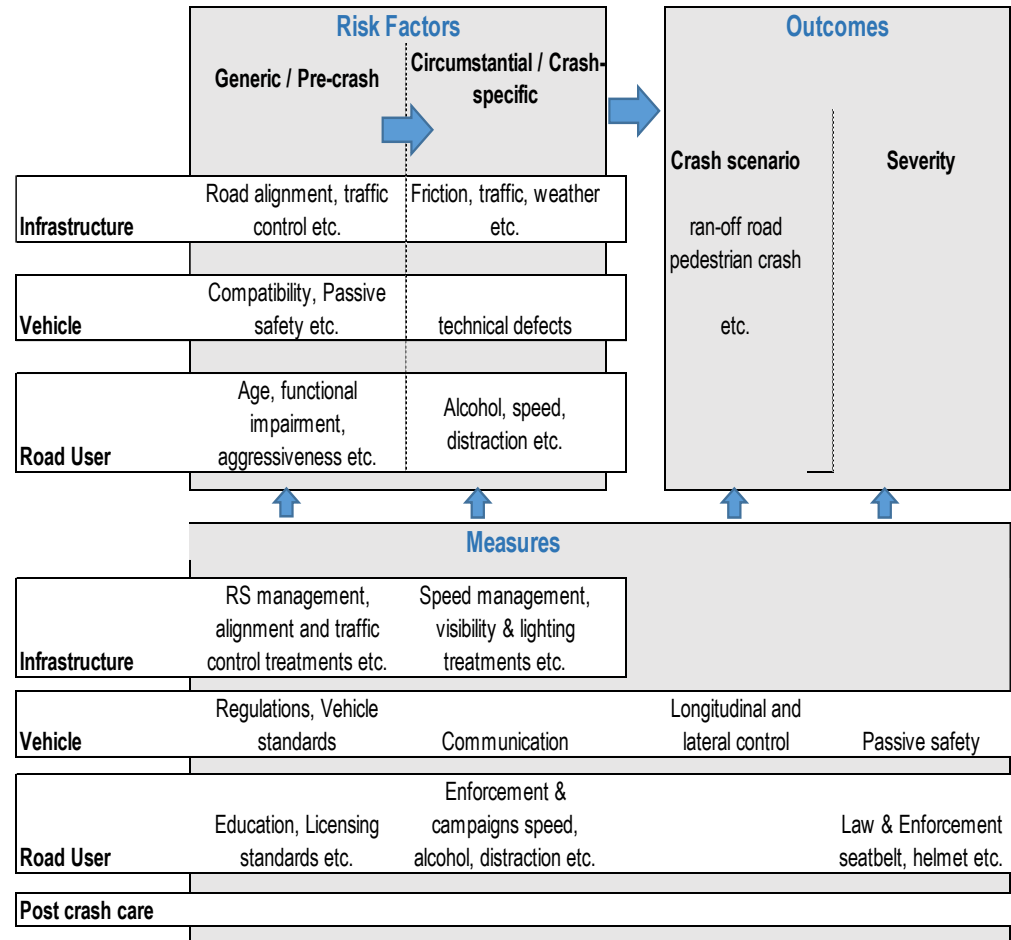 Risk Factors
Outcomes
Generic / Pre-crash
Circumstantial / Crash-
specific
Crash scenario
Severity
Infrastructure
Road alignment, traffic
control etc.
Friction, traffic, weather
etc.
ran-off road
pedestrian crash
etc.
Vehicle
Compatibility, Passive
safety etc.
technical defects
Road User
Age, functional
impairment,
aggressiveness etc.
Alcohol, speed,
distraction etc.
Measures
Infrastructure
RS management,
alignment and traffic
control treatments etc.
Speed management,
visibility & lighting
treatments etc.
Vehicle
Regulations, Vehicle
standards
Communication
Longitudinal and
lateral control
Passive safety
Road User
Education, Licensing
standards etc.
Enforcement &
campaigns speed,
alcohol, distraction etc.
Law & Enforcement
seatbelt, helmet etc.
Post crash care